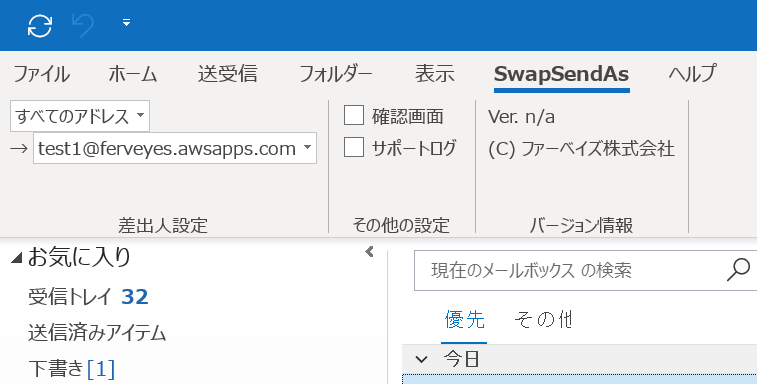 ファイル ホーム 送受信 フォルダー 表示 SwapSendAs ヘルプ
すべてのアドレス
→ test1@ferveyes.awsapps.com
差出人設定
確認画面
サポートログ
その他の設定
Ver. n/a
(C) ファーベイズ株式会社
バージョン情報
お気に入り
受信トレイ 32
送信済みアイテム
下書き [1]
現在のメールボックス の検索
優先 その他
今日